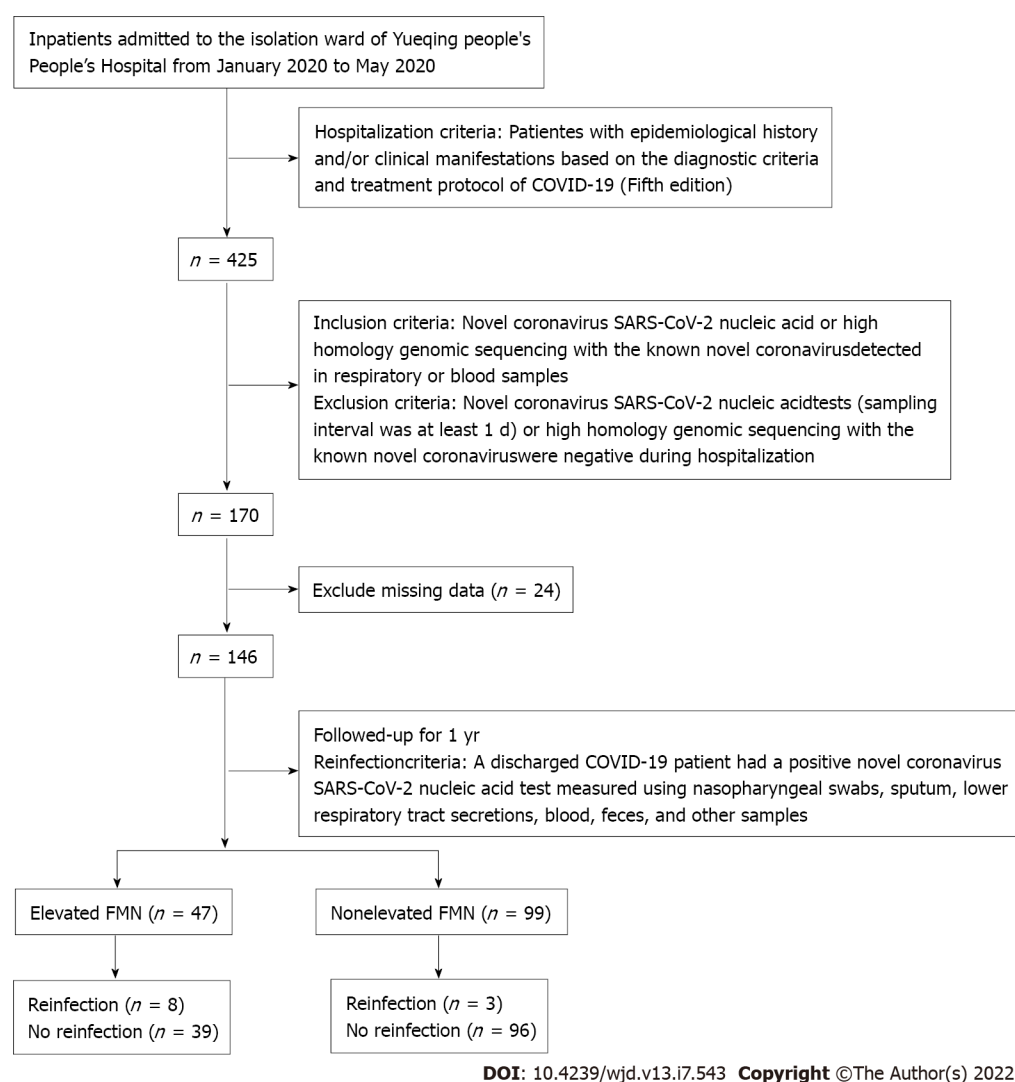 Inpatients admitted to the isolation ward of Yueqing people's
People’s Hospital from January 2020 to May 2020
Hospitalization criteria: Patientes with epidemiological history
and/or clinical manifestations based on the diagnostic criteria
and treatment protocol of COVID-19 (Fifth edition)
n = 425
Inclusion criteria: Novel coronavirus SARS-CoV-2 nucleic acid or high
homology genomic sequencing with the known novel coronavirusdetected
in respiratory or blood samples
Exclusion criteria: Novel coronavirus SARS-CoV-2 nucleic acidtests (sampling
interval was at least 1 d) or high homology genomic sequencing with the
known novel coronaviruswere negative during hospitalization
n = 170
Exclude missing data (n = 24)
n = 146
Followed-up for 1 yr
Reinfectioncriteria: A discharged COVID-19 patient had a positive novel coronavirus
SARS-CoV-2 nucleic acid test measured using nasopharyngeal swabs, sputum, lower
respiratory tract secretions, blood, feces, and other samples
Elevated FMN (n = 47)
Nonelevated FMN (n = 99)
Reinfection (n = 8)
No reinfection (n = 39)
Reinfection (n = 3)
No reinfection (n = 96)
DOI: 10.4239/wjd.v13.i7.543 Copyright ©The Author(s) 2022